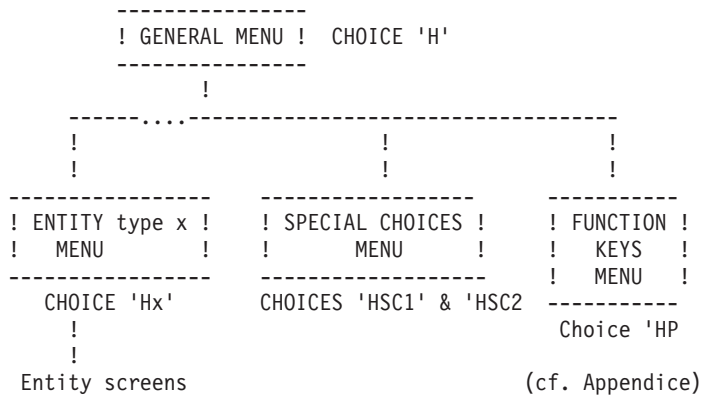 ----------------
! GENERAL MENU !  CHOICE 'H'
----------------
!
------....-------------------------------------
!                          !                   !
!                          !                   !
-----------------    ------------------      -----------
! ENTITY type x !    ! SPECIAL CHOICES !     ! FUNCTION !
!   MENU        !    !      MENU       !     !   KEYS   !
-----------------    -------------------     !   MENU   !
CHOICE 'Hx'       CHOICES 'HSC1' & 'HSC2  -----------
!                                         Choice 'HP
!
Entity screens                             (cf. Appendice)